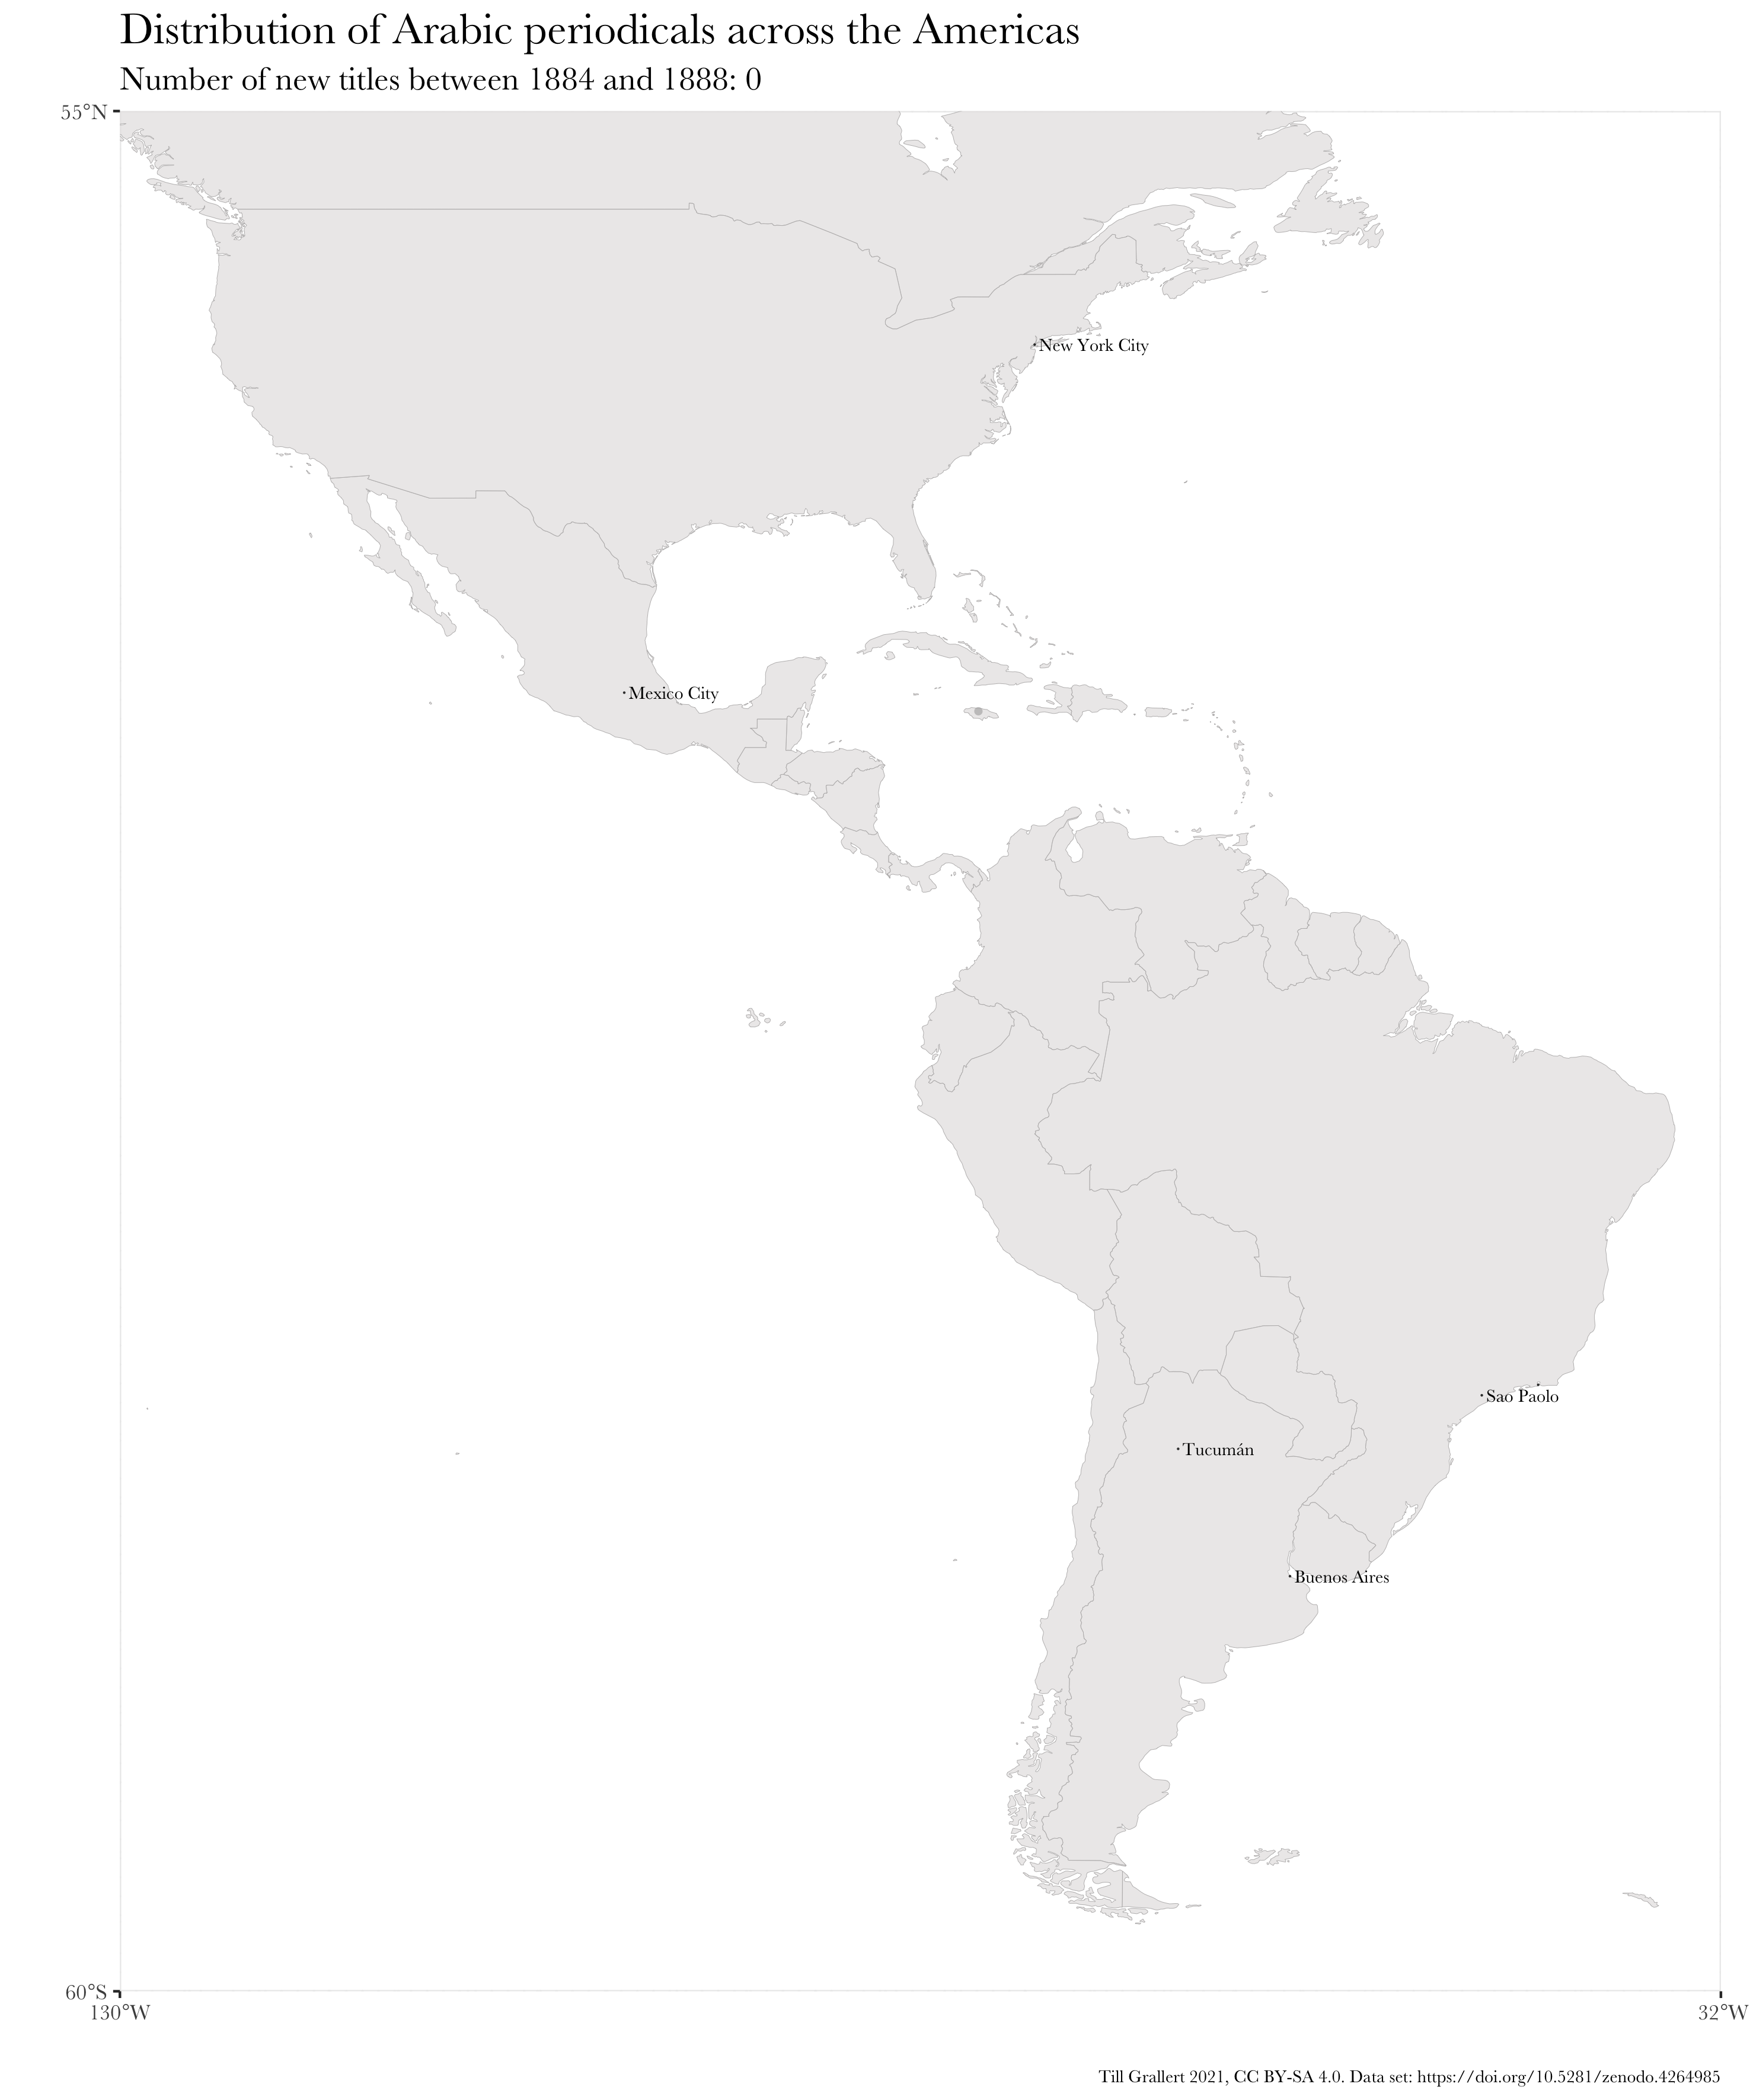 Distribution of Arabic periodicals across the Americas
Number of new titles between 1884 and 1888: 0
55°N
New York City
Mexico City
Sao Paolo
Tucumán
Buenos Aires
60°S
130°W
32°W
Till Grallert 2021, CC BY-SA 4.0. Data set: https://doi.org/10.5281/zenodo.4264985